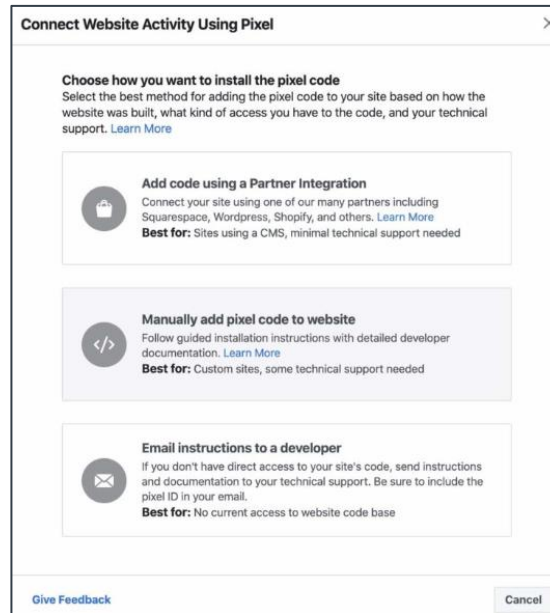 Connect Website Activity Using Pixel
Choose how you want to install the pixel code
Select the best method for adding the pixel code to your site based on how the
website was built, what kind of access you have to the code, and your technical
support. Learn More
Add code using a Partner Integration
Connect your site using one of our many partners including
Squarespace, Wordpress, Shopify, and others. Learn More
Best for: Sites using a CMS, minimal technical support needed
Manually add pixel code to website
Follow guided installation instructions with detailed developer
documentation. Learn More
Best for: Custom sites, some technical support needed
Email instructions to a developer
If you don't have direct access to your site's code, send instructions
and documentation to your technical support. Be sure to include the
pixel ID in your email.
Best for: No current access to website code base
Give Feedback
Cancel